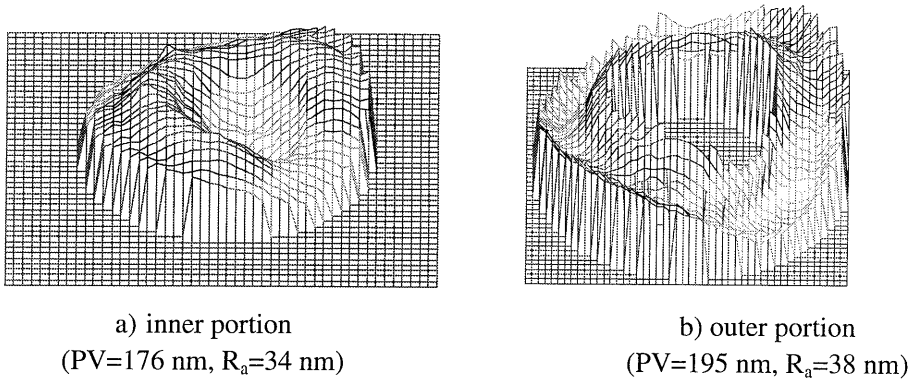 a) inner portion
(PV=176 nm, Rₐ=34 nm)
b) outer portion
(PV=195 nm, Rₐ=38 nm)